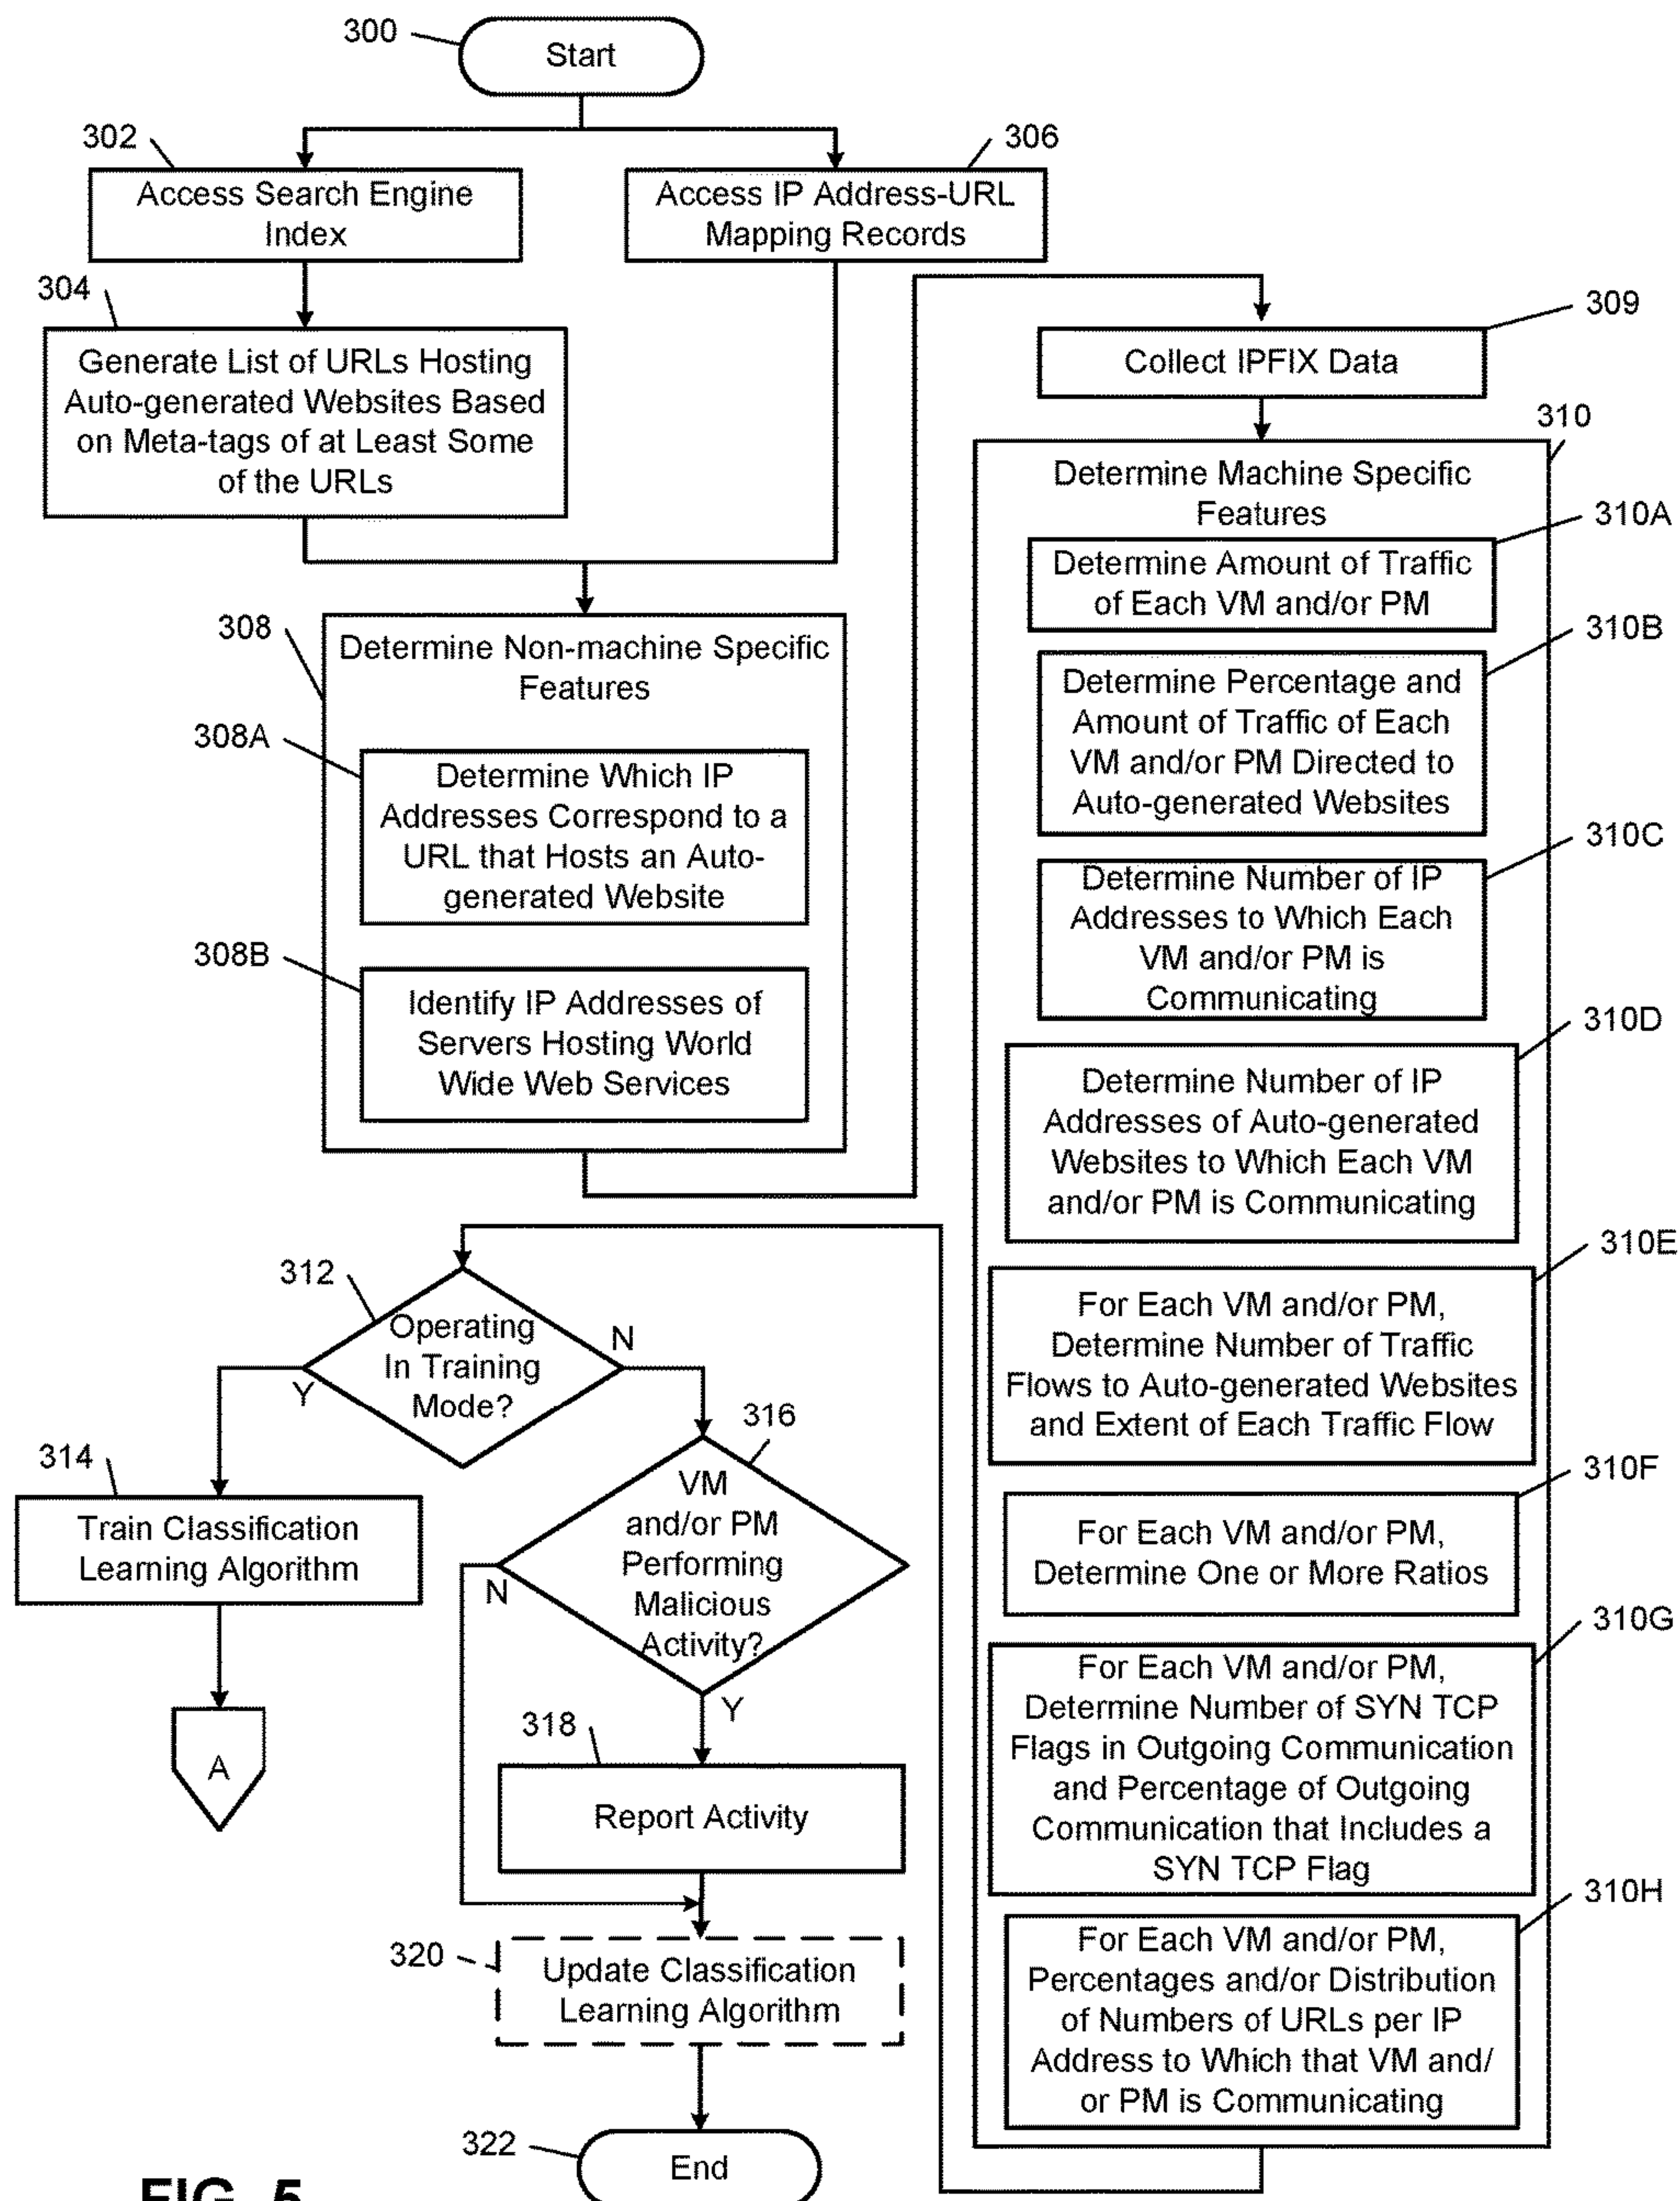 300
Start
302
306
Access Search Engine
Index
Access IP Address-URL
Mapping Records
304
Generate List of URLs Hosting
Auto-generated Websites Based
on Meta-tags of at Least Some
of the URLs
308
Determine Non-machine Specific
Features
308A
Determine Which IP
Addresses Correspond to a
URL that Hosts an Auto-
generated Website
308B
Identify IP Addresses of
Servers Hosting World
Wide Web Services
309
Collect IPFIX Data
310
Determine Machine Specific
Features
310A
Determine Amount of Traffic
of Each VM and/or PM
310B
Determine Percentage and
Amount of Traffic of Each
VM and/or PM Directed to
Auto-generated Websites
310C
Determine Number of IP
Addresses to Which Each
VM and/or PM is
Communicating
310D
Determine Number of IP
Addresses of Auto-generated
Websites to Which Each VM
and/or PM is Communicating
310E
For Each VM and/or PM,
Determine Number of Traffic
Flows to Auto-generated Websites
and Extent of Each Traffic Flow
310F
For Each VM and/or PM,
Determine One or More Ratios
310G
For Each VM and/or PM,
Determine Number of SYN TCP
Flags in Outgoing Communication
and Percentage of Outgoing
Communication that Includes a
SYN TCP Flag
310H
For Each VM and/or PM,
Percentages and/or Distribution
of Numbers of URLs per IP
Address to Which that VM and/
or PM is Communicating
312
Operating
In Training
Mode?
N
Y
314
Train Classification
Learning Algorithm
A
316
VM
and/or PM
Performing
Malicious
Activity?
N
Y
318
Report Activity
320
Update Classification
Learning Algorithm
322
End
FIG. 5